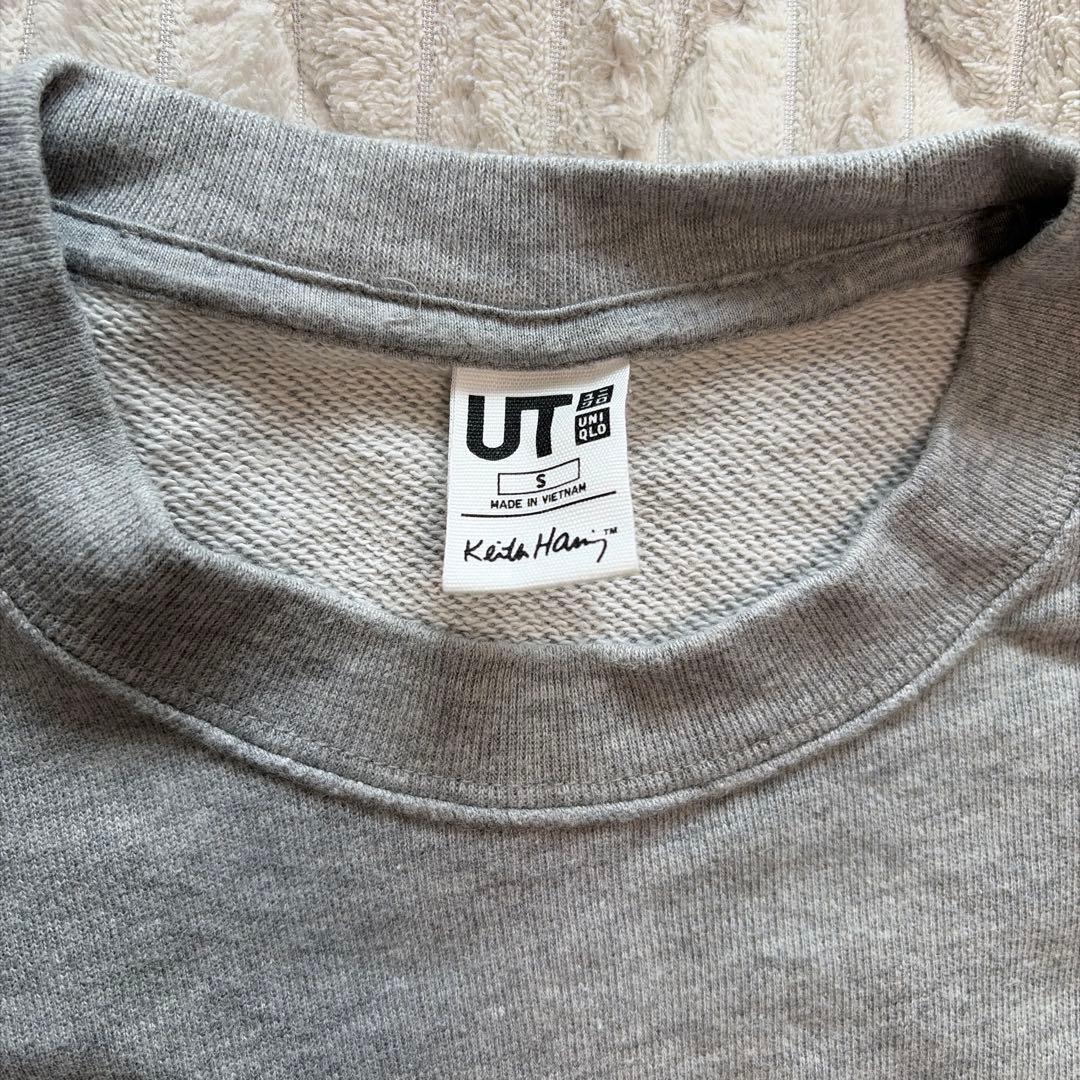 UT ユニ
クロ
UNI
QLO
S
MADE IN VIETNAM
Keith Haring™